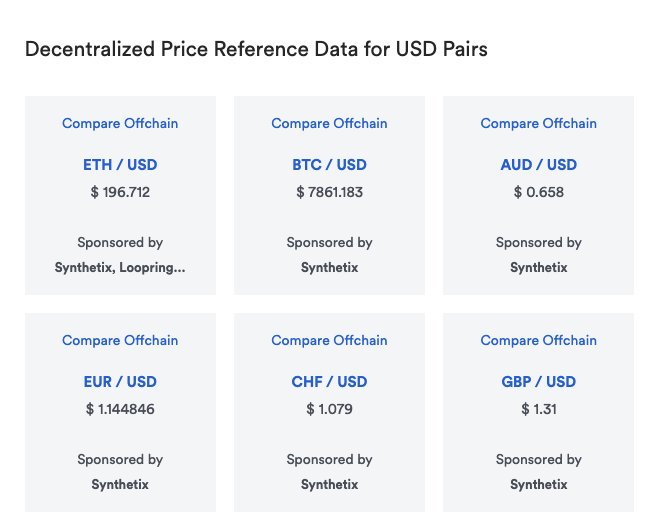 Decentralized Price Reference Data for USD Pairs
Compare Offchain
ETH / USD
$ 196.712
Sponsored by
Synthetix, Loopring...
Compare Offchain
BTC / USD
$ 7861.183
Sponsored by
Synthetix
Compare Offchain
AUD / USD
$ 0.658
Sponsored by
Synthetix
Compare Offchain
EUR / USD
$ 1.144846
Sponsored by
Synthetix
Compare Offchain
CHF / USD
$ 1.079
Sponsored by
Synthetix
Compare Offchain
GBP / USD
$ 1.31
Sponsored by
Synthetix